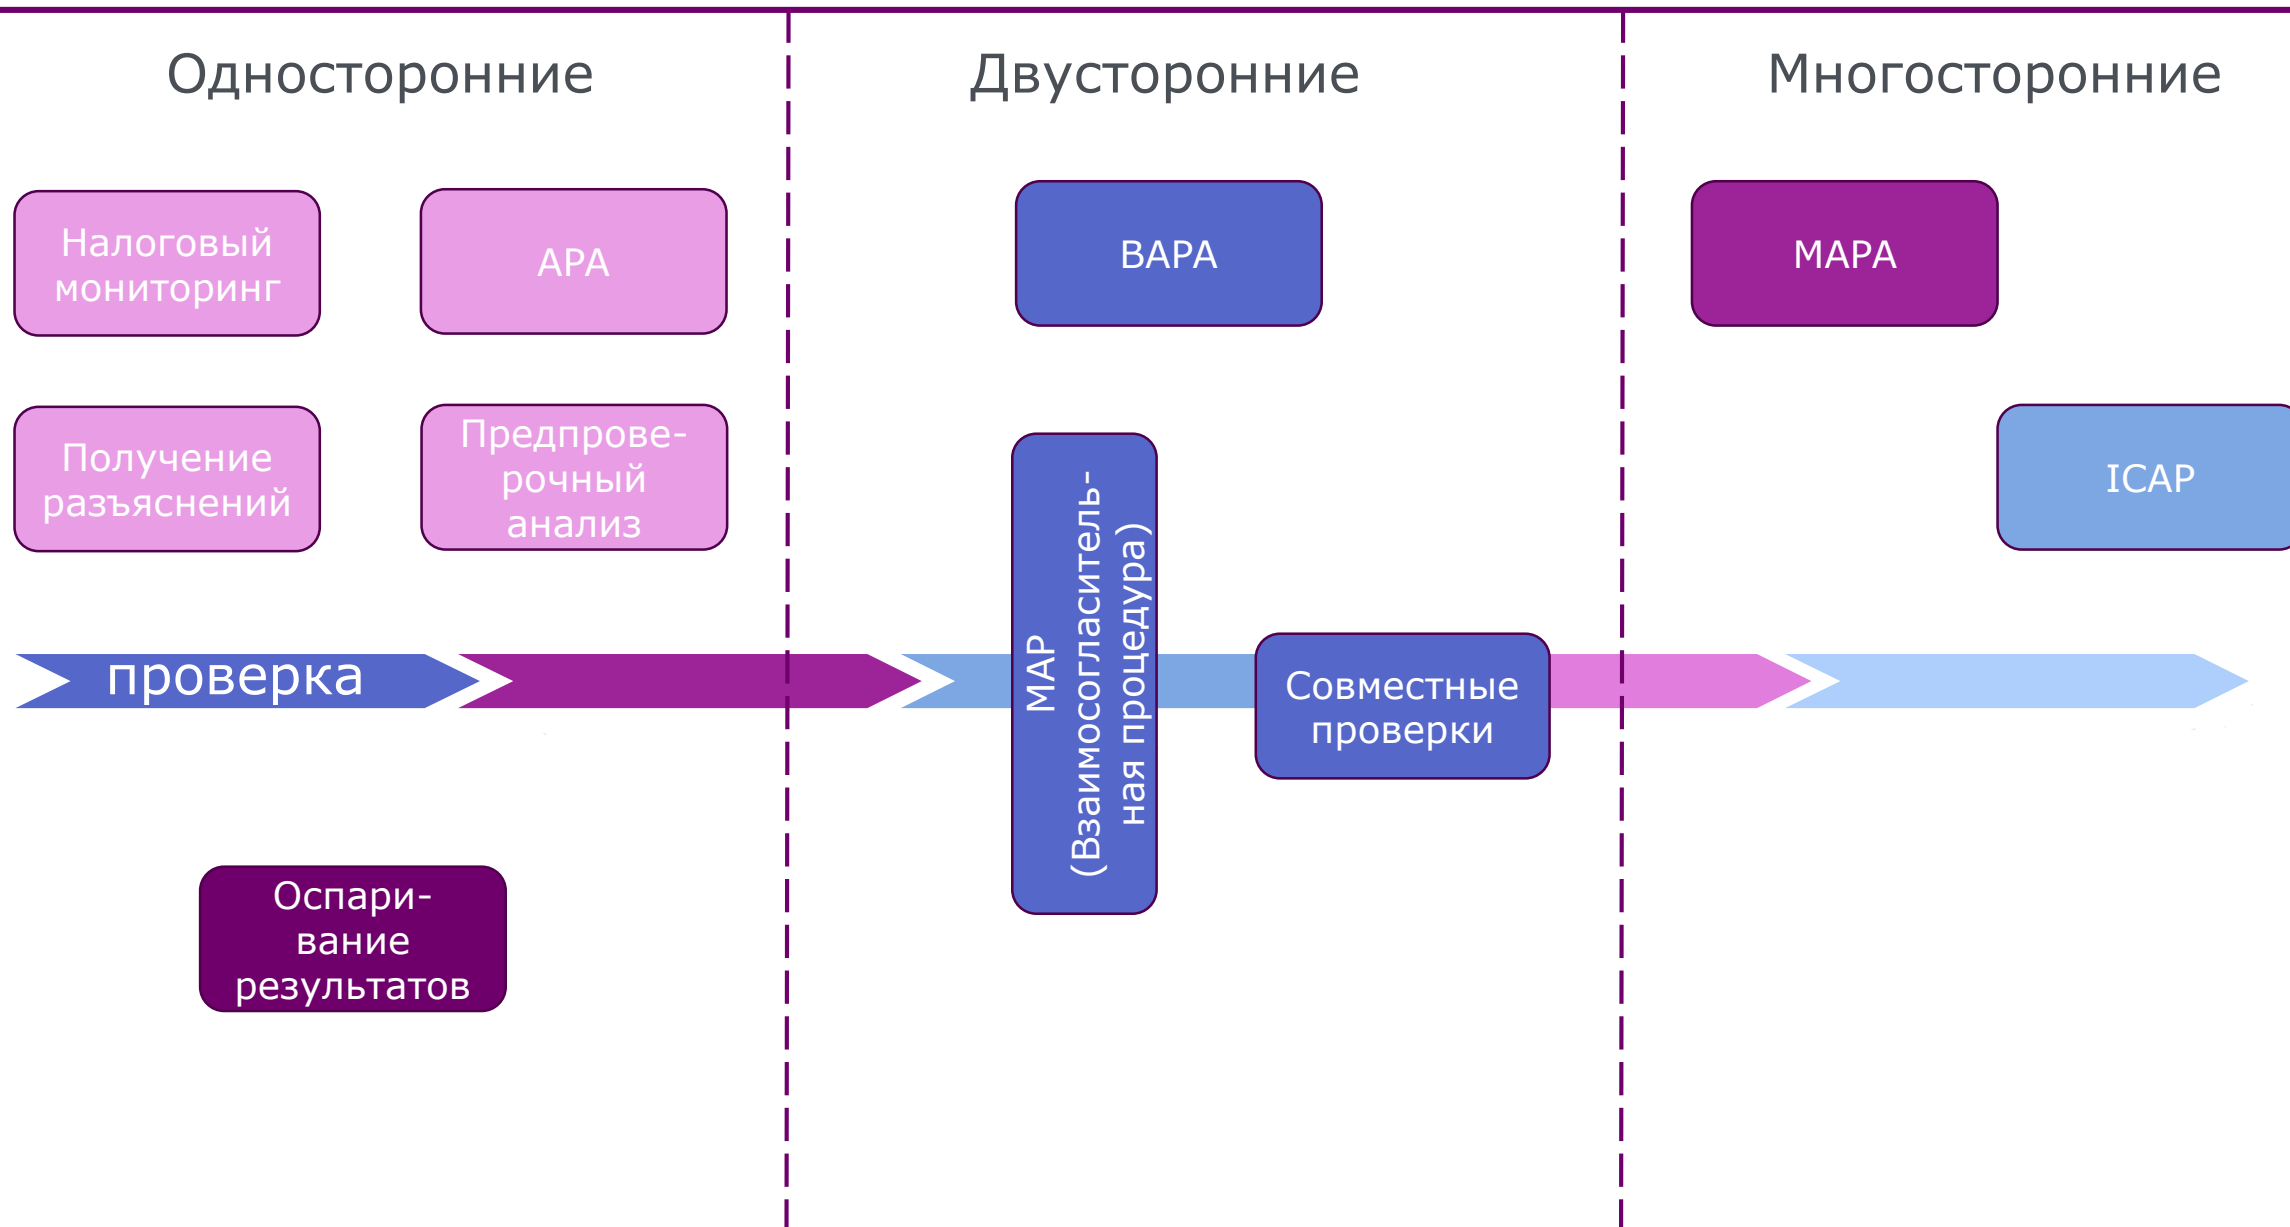 Односторонние
Двусторонние
Многосторонние
Налоговый
мониторинг
APA
BAPA
MAPA
Получение
разъяснений
Предпрове-
рочный
анализ
ICAP
проверка
MAP
(Взаимосогласитель-
ная процедура)
Совместные
проверки
Оспари-
вание
результатов